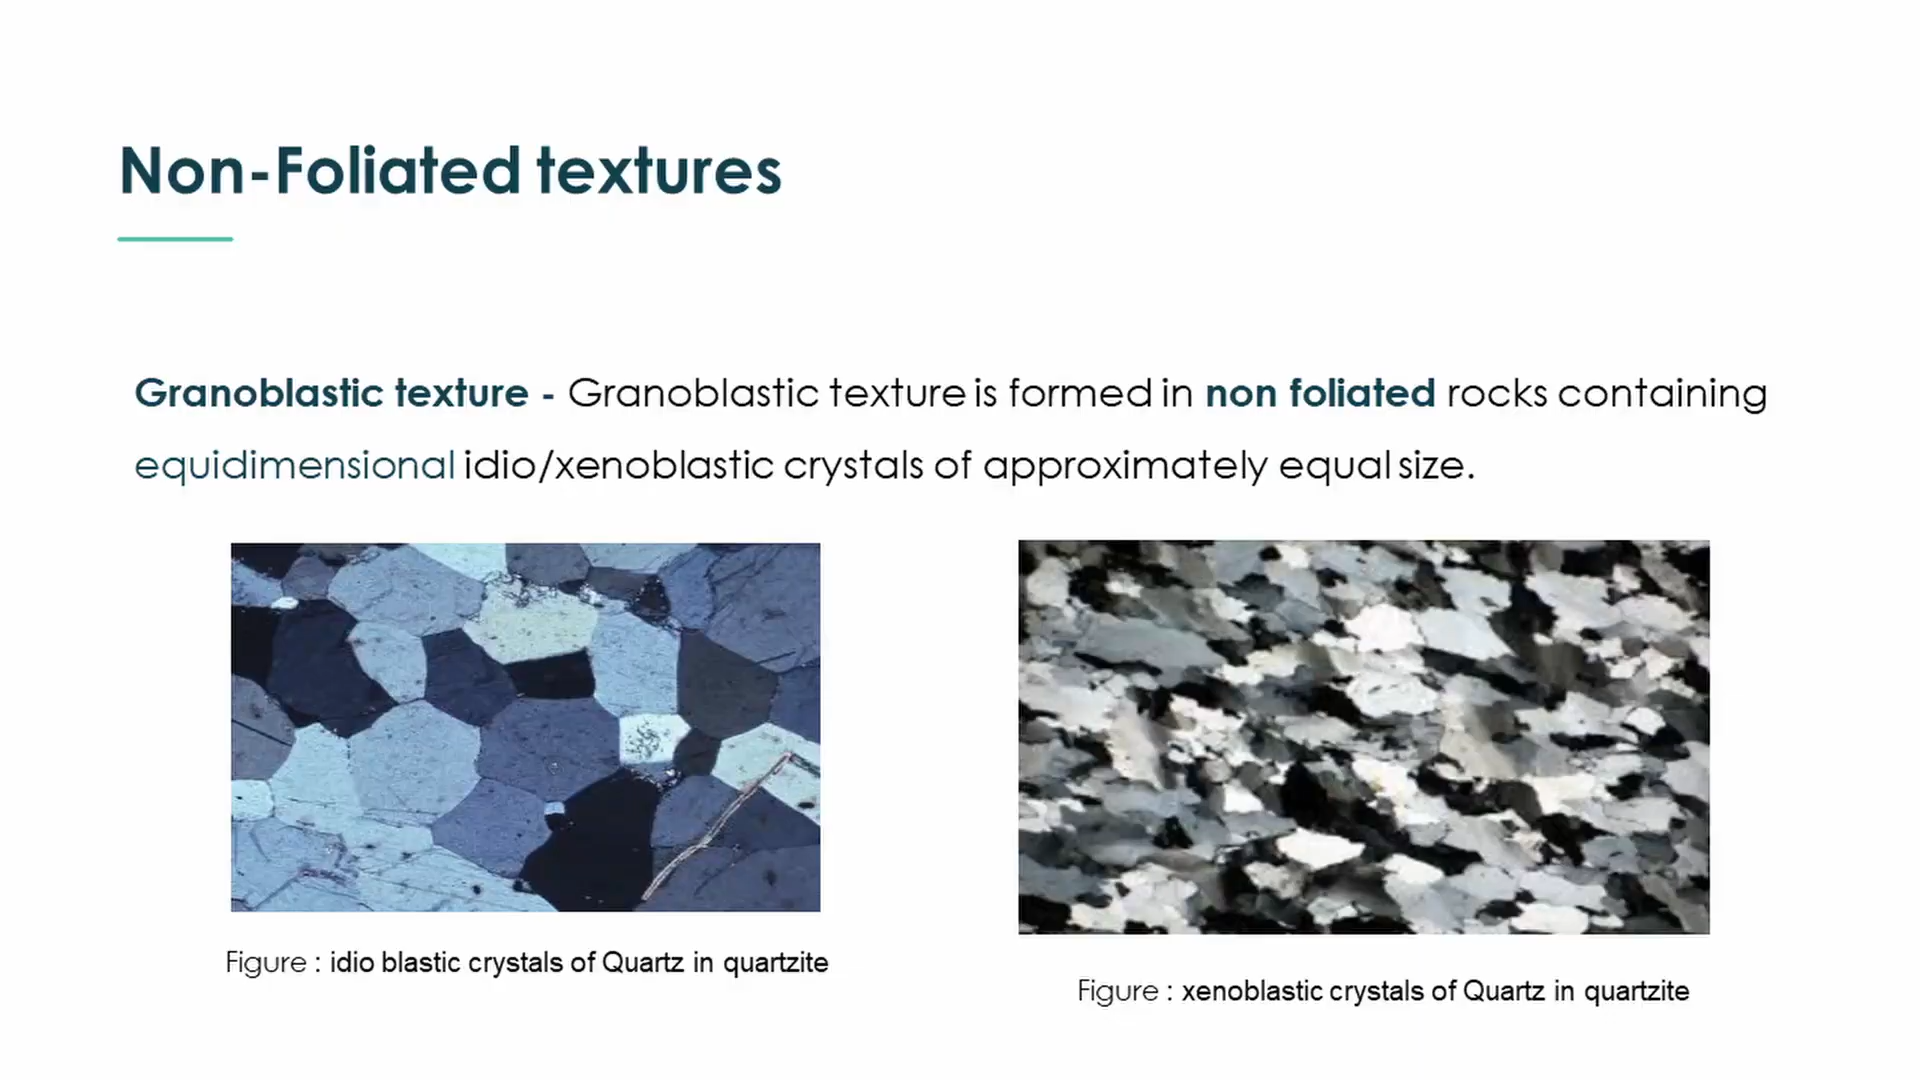 Non-Foliated textures
Granoblastic texture - Granoblastic texture is formed in non foliated rocks containing
equidimensional idio/xenoblastic crystals of approximately equal size.
Figure : idio blastic crystals of Quartz in quartzite
Figure : xenoblastic crystals of Quartz in quartzite